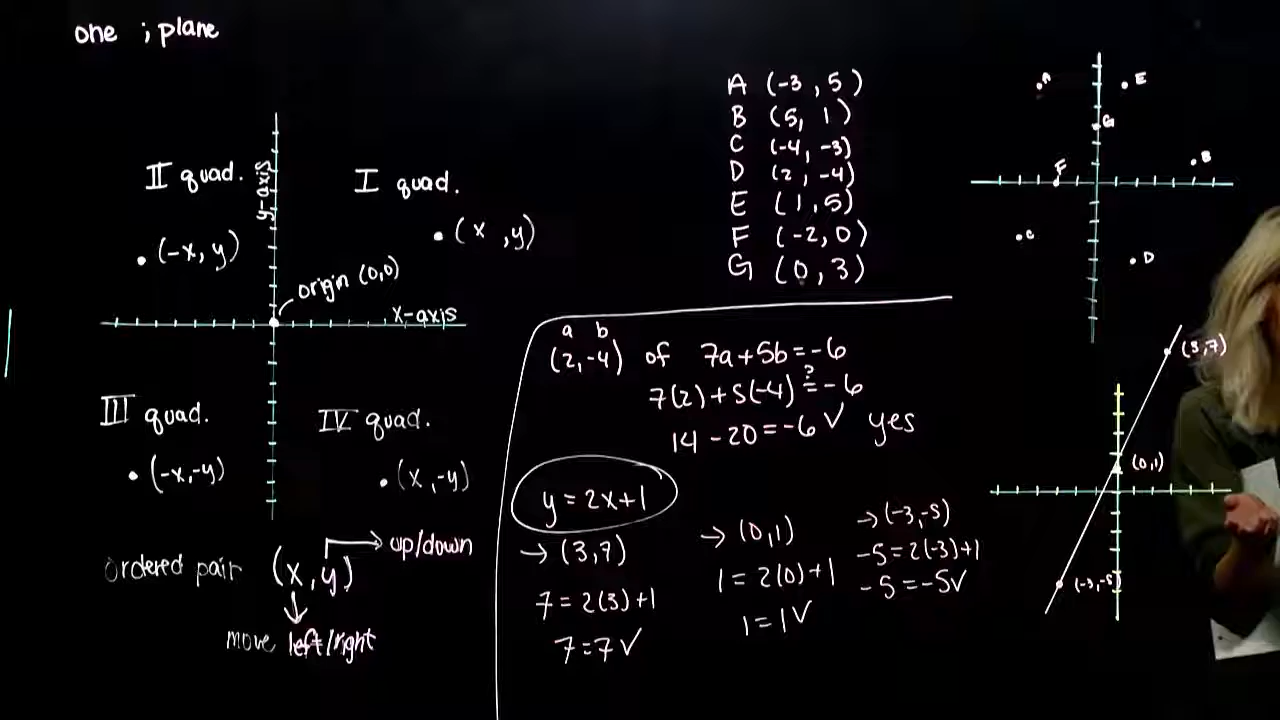 one ; plane
II quad.
y-axis
I quad.
(-x, y)
(x ,y)
origin (0,0)
x-axis
III quad.
IV quad.
(-x,-y)
(x,-y)
ordered pair (x,y) → up/down
move left/right
A (-3, 5)
B (5, 1)
C (-4, -3)
D (2, -4)
E (1,5)
F (-2,0)
G (0,3)
A
E
G
B
F
C
D
a b
(2,-4) of 7a+5b=-6
7(2)+5(-4)≟-6
14-20=-6✓ yes
y=2x+1
→ (3,7)
7=2(3)+1
7=7✓
→ (0,1)
1=2(0)+1
1=1✓
→(-3,-5)
-5=2(-3)+1
-5=-5✓
(3,7)
(0,1)
(-3,-5)